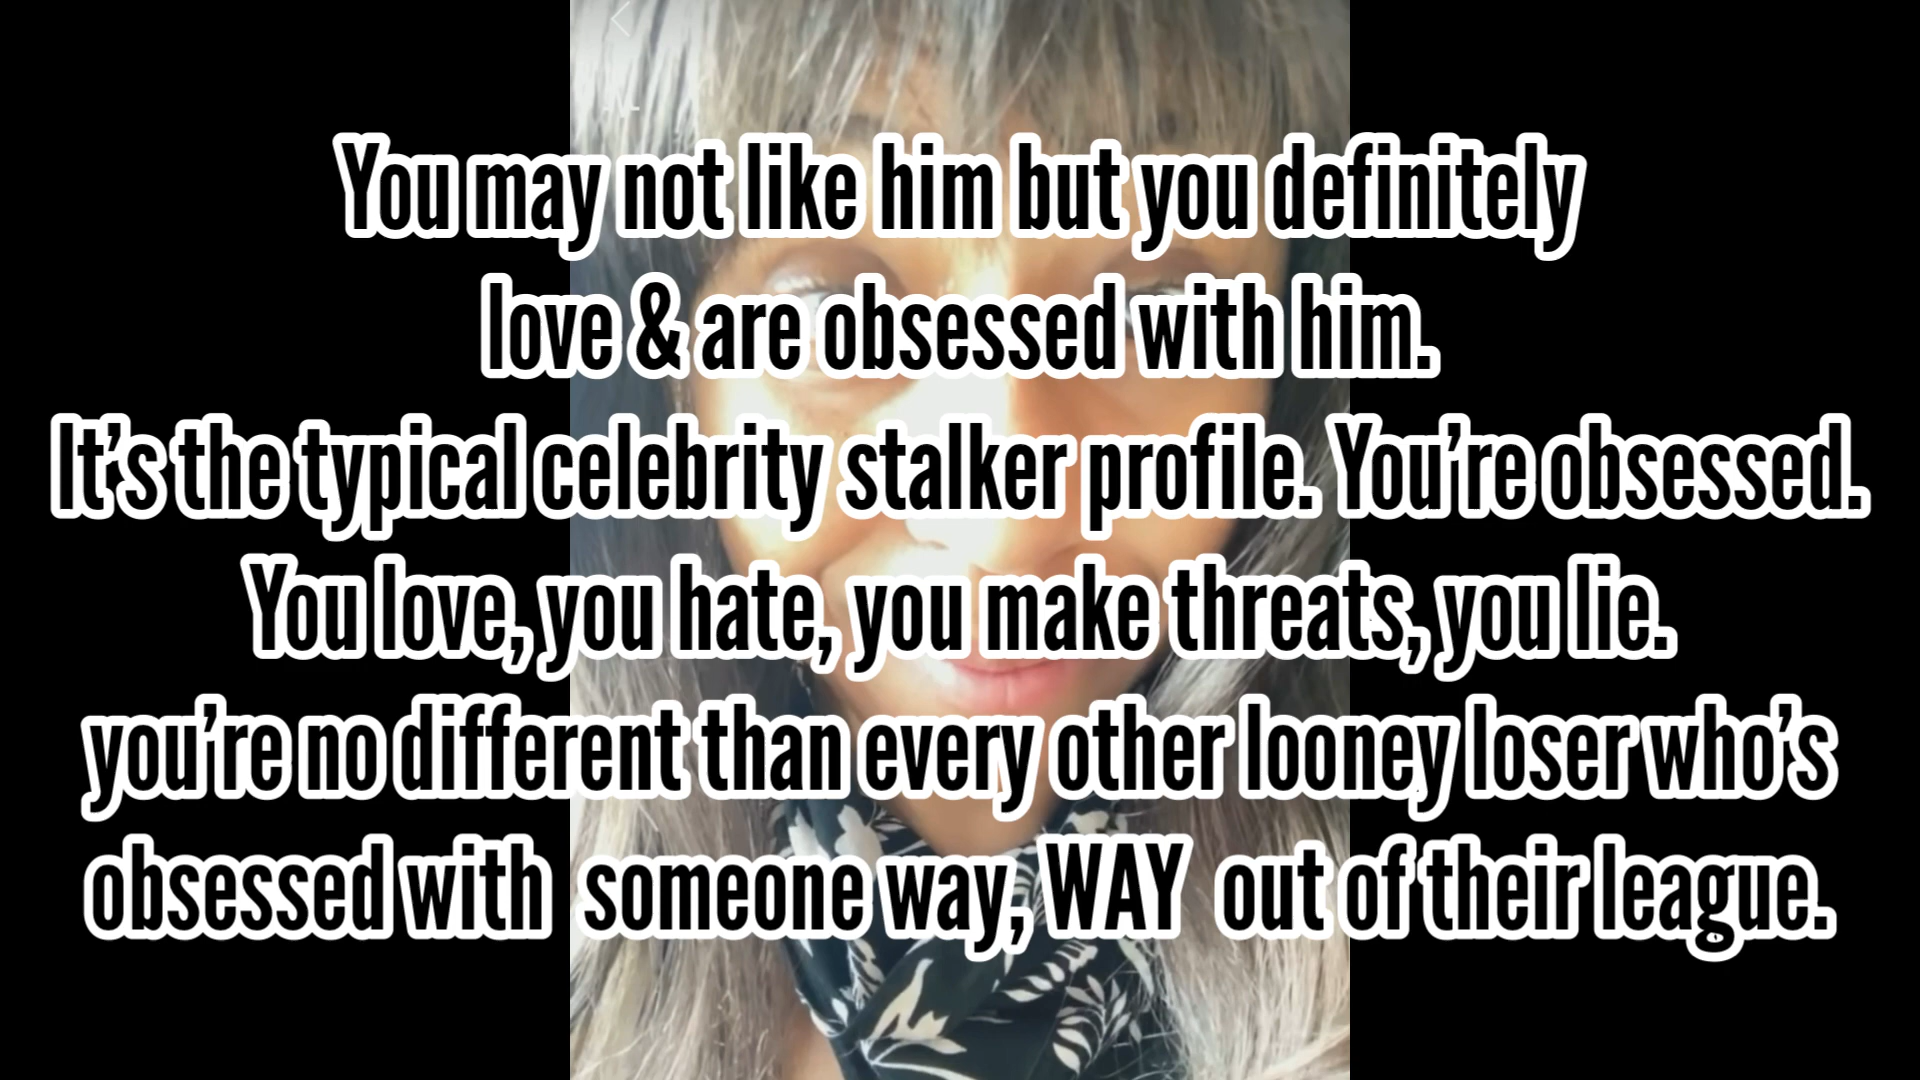 You may not like him but you definitely
love & are obsessed with him.
It's the typical celebrity stalker profile. You're obsessed.
You love, you hate, you make threats, you lie.
you're no different than every other looney loser who's
obsessed with someone way, WAY out of their league.